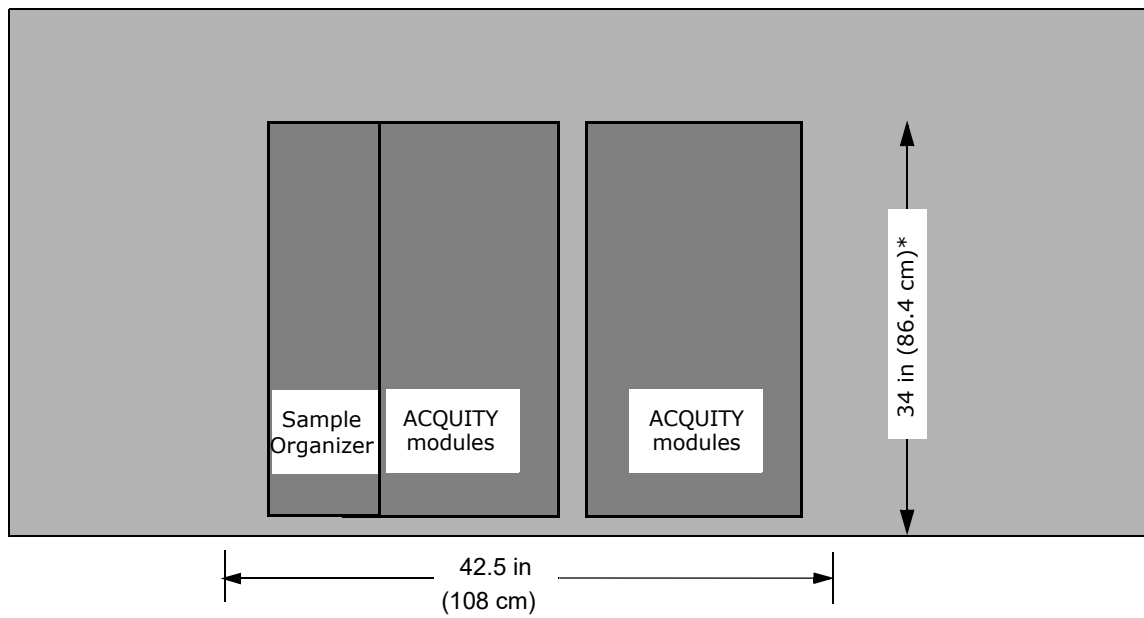 Sample
Organizer
ACQUITY
modules
ACQUITY
modules
34 in (86.4 cm)*
42.5 in
(108 cm)